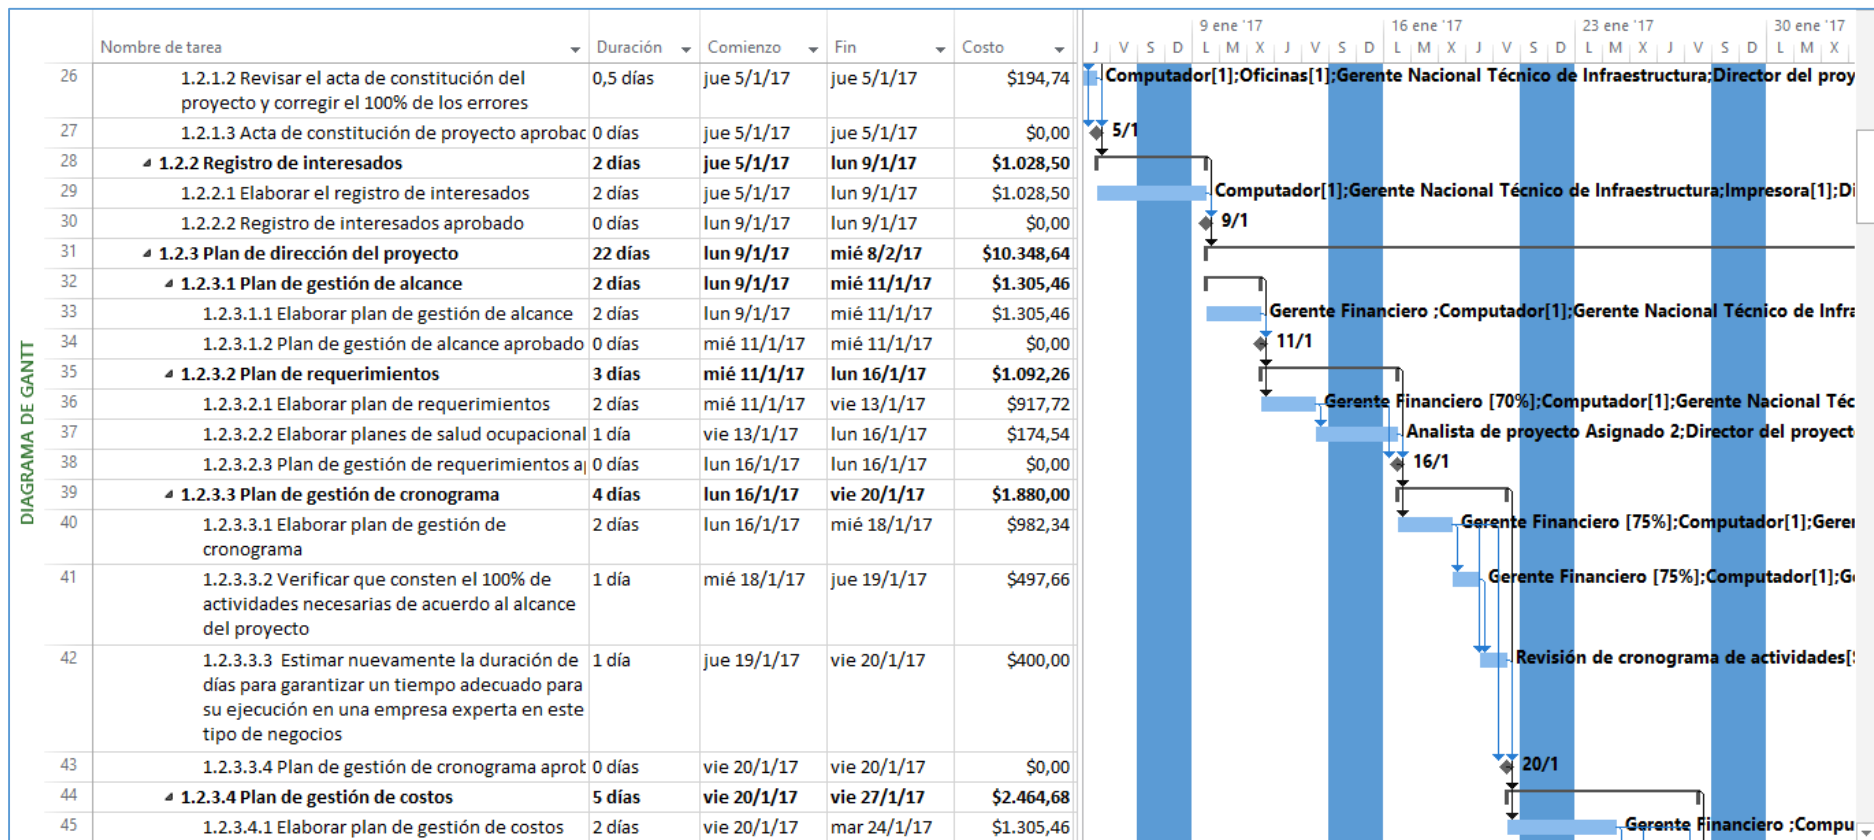 DIAGRAMA DE GANTT
Nombre de tarea Duración Comienzo Fin Costo
9 ene '17 16 ene '17 23 ene '17 30 ene '17
J V S D L M X J V S D L M X J V S D L M X J V S D L M X
26 1.2.1.2 Revisar el acta de constitución del 0,5 días jue 5/1/17 jue 5/1/17 $194,74 Computador[1];Oficinas[1];Gerente Nacional Técnico de Infraestructura;Director del proy
proyecto y corregir el 100% de los errores
27 1.2.1.3 Acta de constitución de proyecto aprobac 0 días jue 5/1/17 jue 5/1/17 $0,00 5/1
28 1.2.2 Registro de interesados 2 días jue 5/1/17 lun 9/1/17 $1.028,50
29 1.2.2.1 Elaborar el registro de interesados 2 días jue 5/1/17 lun 9/1/17 $1.028,50 Computador[1];Gerente Nacional Técnico de Infraestructura;Impresora[1];Di
30 1.2.2.2 Registro de interesados aprobado 0 días lun 9/1/17 lun 9/1/17 $0,00 9/1
31 1.2.3 Plan de dirección del proyecto 22 días lun 9/1/17 mié 8/2/17 $10.348,64
32 1.2.3.1 Plan de gestión de alcance 2 días lun 9/1/17 mié 11/1/17 $1.305,46
33 1.2.3.1.1 Elaborar plan de gestión de alcance 2 días lun 9/1/17 mié 11/1/17 $1.305,46 Gerente Financiero ;Computador[1];Gerente Nacional Técnico de Infra
34 1.2.3.1.2 Plan de gestión de alcance aprobado 0 días mié 11/1/17 mié 11/1/17 $0,00 11/1
35 1.2.3.2 Plan de requerimientos 3 días mié 11/1/17 lun 16/1/17 $1.092,26
36 1.2.3.2.1 Elaborar plan de requerimientos 2 días mié 11/1/17 vie 13/1/17 $917,72 Gerente Financiero [70%];Computador[1];Gerente Nacional Téc
37 1.2.3.2.2 Elaborar planes de salud ocupacional 1 día vie 13/1/17 lun 16/1/17 $174,54 Analista de proyecto Asignado 2;Director del proyect
38 1.2.3.2.3 Plan de gestión de requerimientos a 0 días lun 16/1/17 lun 16/1/17 $0,00 16/1
39 1.2.3.3 Plan de gestión de cronograma 4 días lun 16/1/17 vie 20/1/17 $1.880,00
40 1.2.3.3.1 Elaborar plan de gestión de 2 días lun 16/1/17 mié 18/1/17 $982,34 Gerente Financiero [75%];Computador[1];Geren
cronograma
41 1.2.3.3.2 Verificar que consten el 100% de 1 día mié 18/1/17 jue 19/1/17 $497,66 Gerente Financiero [75%];Computador[1];G
actividades necesarias de acuerdo al alcance
del proyecto
42 1.2.3.3.3 Estimar nuevamente la duración de 1 día jue 19/1/17 vie 20/1/17 $400,00 Revisión de cronograma de actividades[
días para garantizar un tiempo adecuado para
su ejecución en una empresa experta en este
tipo de negocios
43 1.2.3.3.4 Plan de gestión de cronograma aprob 0 días vie 20/1/17 vie 20/1/17 $0,00 20/1
44 1.2.3.4 Plan de gestión de costos 5 días vie 20/1/17 vie 27/1/17 $2.464,68
45 1.2.3.4.1 Elaborar plan de gestión de costos 2 días vie 20/1/17 mar 24/1/17 $1.305,46 Gerente Financiero ;Compu